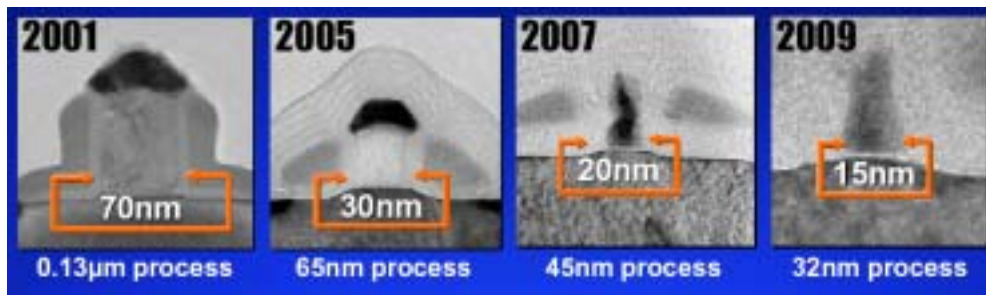 2001
2005
2007
2009
70nm
30nm
20nm
15nm
0.13µm process
65nm process
45nm process
32nm process